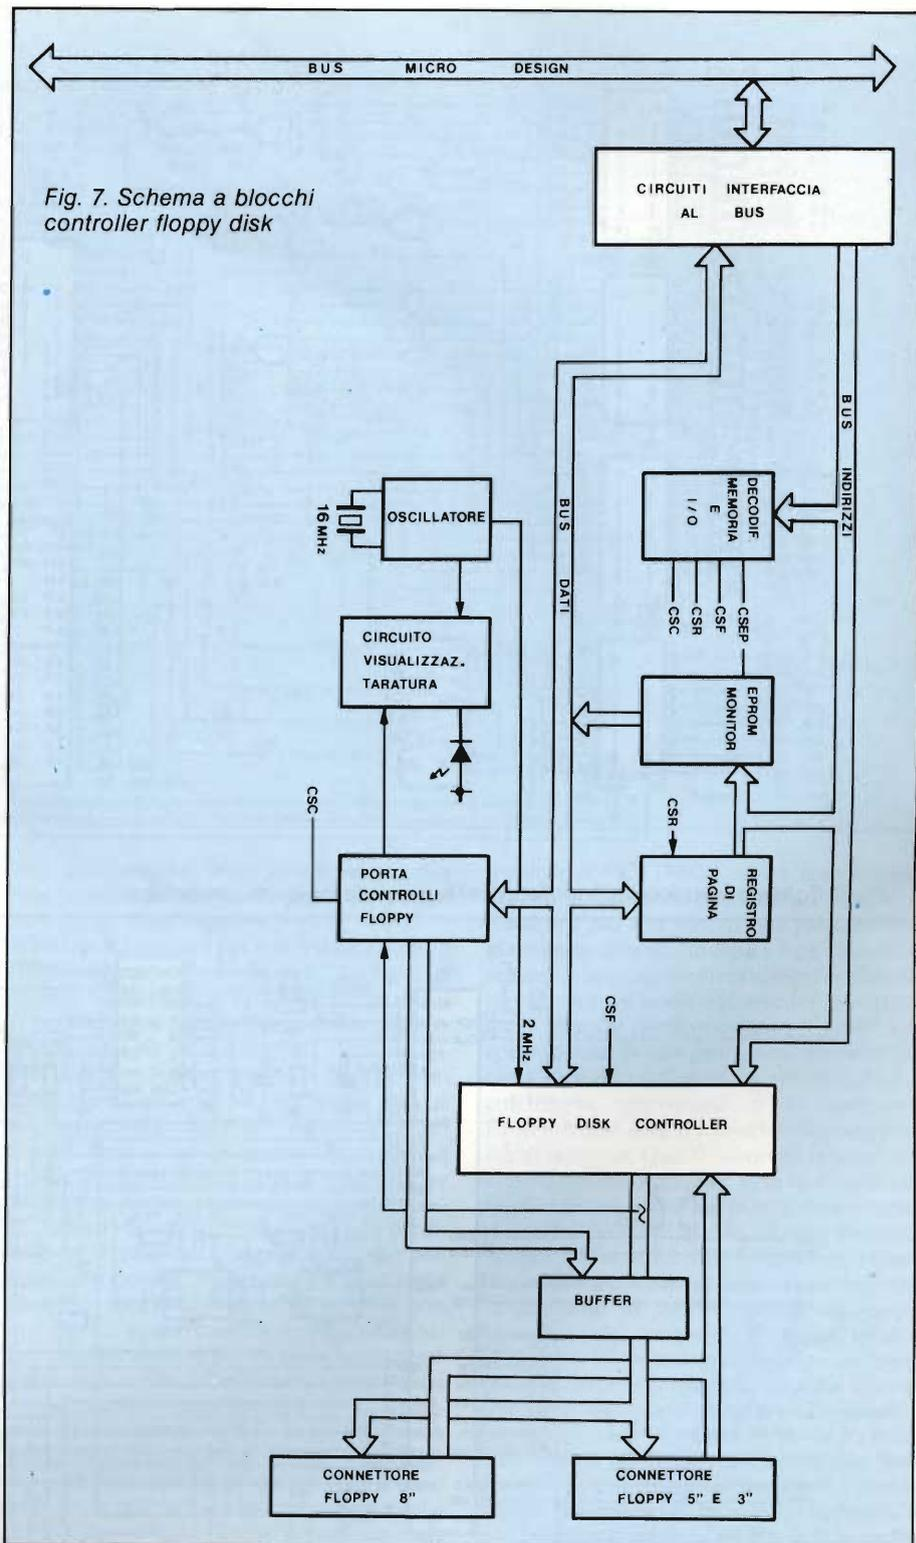 BUS MICRO DESIGN
Fig. 7. Schema a blocchi
controller floppy disk
CIRCUITI INTERFACCIA
AL BUS
BUS INDIRIZZI
BUS DATI
DECODIF.
MEMORIA
E
I/O
CSEP
CSF
CSR
CSC
OSCILLATORE
16 MHz
CIRCUITO
VISUALIZZAZ.
TARATURA
EPROM
MONITOR
CSC
CSR
PORTA
CONTROLLI
FLOPPY
REGISTRO
DI
PAGINA
2 MHz
CSF
FLOPPY DISK CONTROLLER
BUFFER
CONNETTORE
FLOPPY 8"
CONNETTORE
FLOPPY 5" E 3"